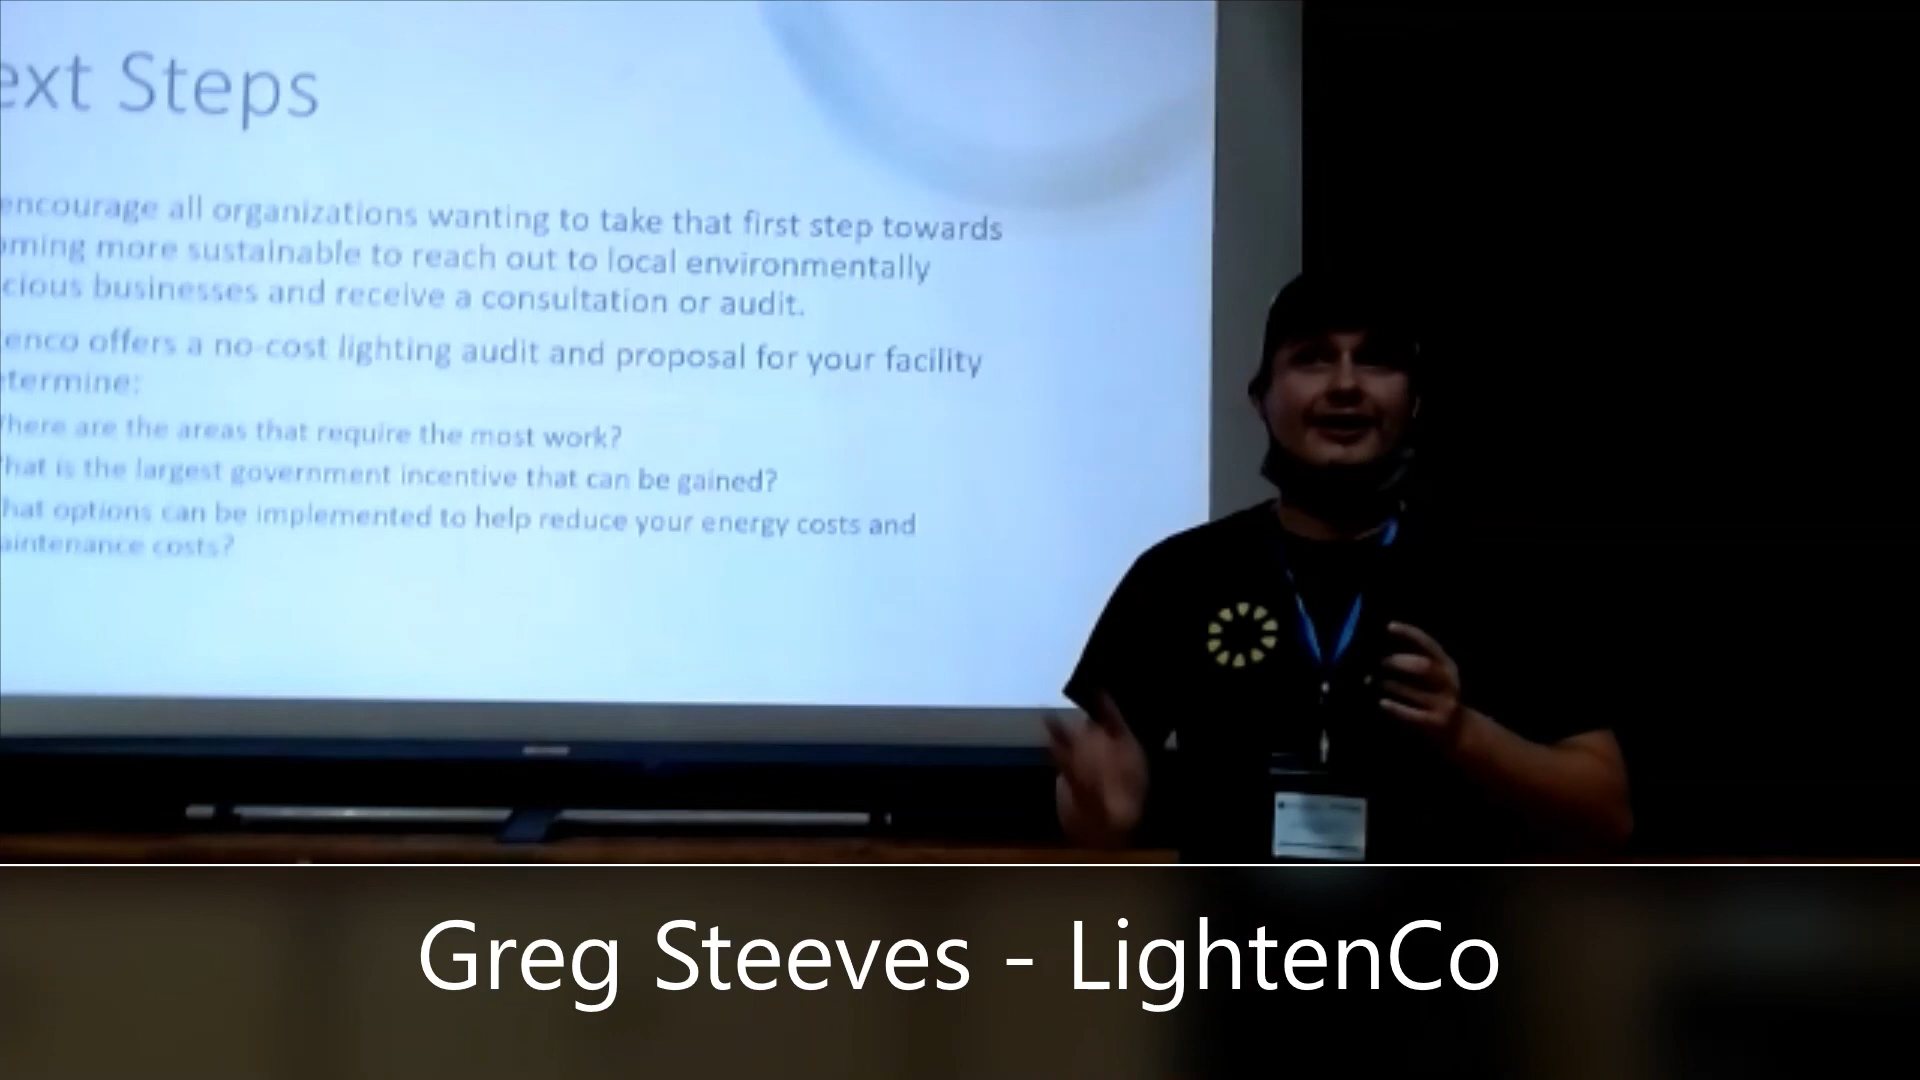 ext Steps
encourage all organizations wanting to take that first step towards
oming more sustainable to reach out to local environmentally
cious businesses and receive a consultation or audit.
enco offers a no-cost lighting audit and proposal for your facility
termine:
here are the areas that require the most work?
hat is the largest government incentive that can be gained?
hat options can be implemented to help reduce your energy costs and
aintenance costs?
Greg Steeves - LightenCo